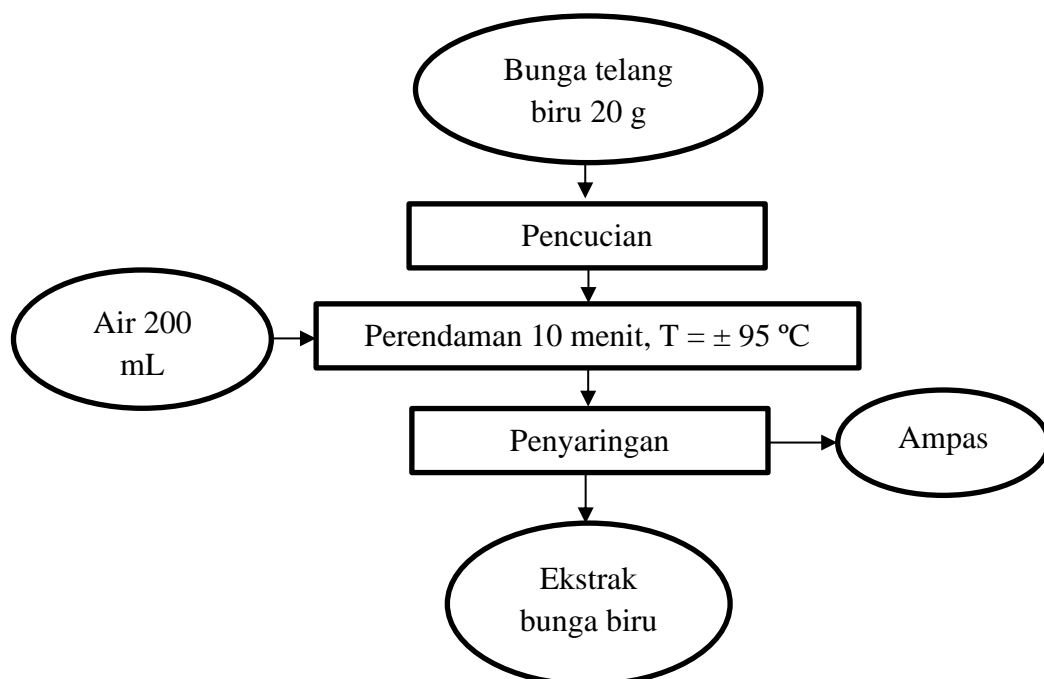 Bunga telang
biru 20 g
Pencucian
Air 200
mL
Perendaman 10 menit, T = ± 95 ºC
Penyaringan
Ampas
Ekstrak
bunga biru